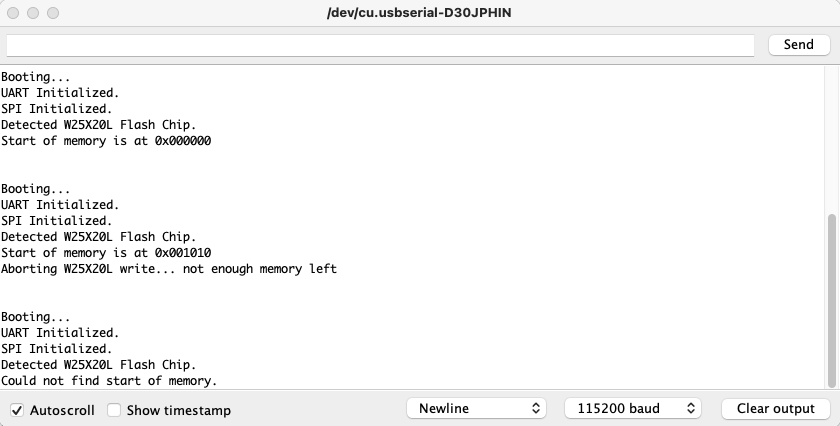 /dev/cu.usbserial-D30JPHIN
Send
Booting...
UART Initialized.
SPI Initialized.
Detected W25X20L Flash Chip.
Start of memory is at 0x000000
Booting...
UART Initialized.
SPI Initialized.
Detected W25X20L Flash Chip.
Start of memory is at 0x001010
Aborting W25X20L write... not enough memory left
Booting...
UART Initialized.
SPI Initialized.
Detected W25X20L Flash Chip.
Could not find start of memory.
Autoscroll Show timestamp Newline 115200 baud Clear output